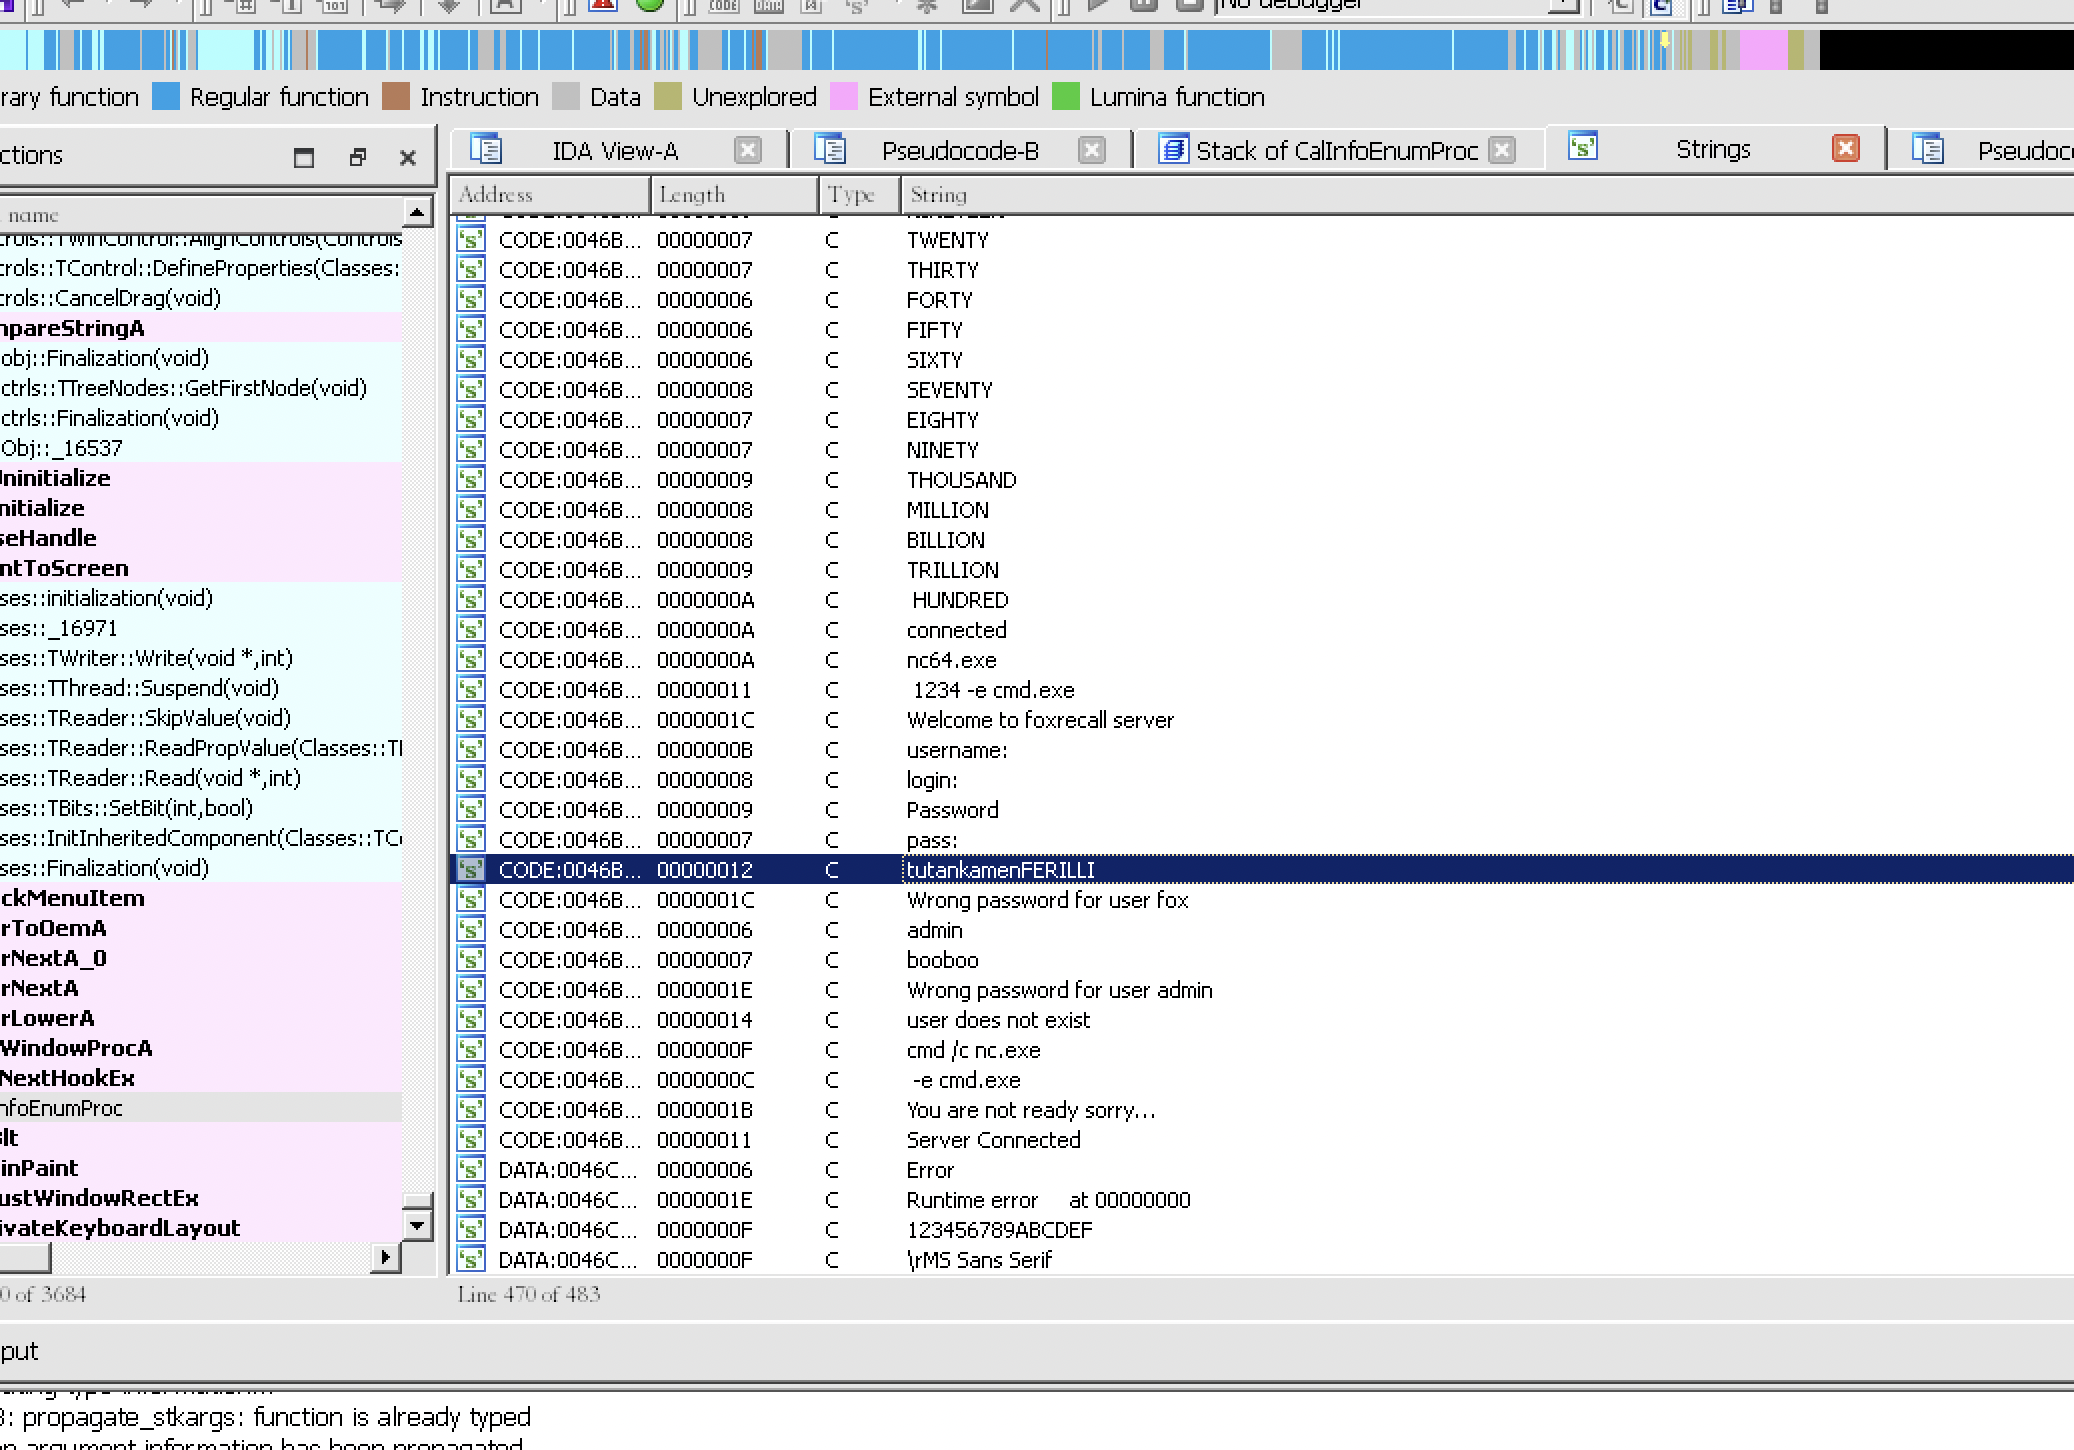 No debugger
rary function Regular function Instruction Data Unexplored External symbol Lumina function
ctions
IDA View-A Pseudocode-B Stack of CalInfoEnumProc Strings Pseudoco
name
trols::TWinControl::AlignControls(Controls
trols::TControl::DefineProperties(Classes:
trols::CancelDrag(void)
mpareStringA
obj::Finalization(void)
ctrls::TTreeNodes::GetFirstNode(void)
ctrls::Finalization(void)
Obj::_16537
Uninitialize
nitialize
seHandle
ntToScreen
ses::initialization(void)
ses::_16971
ses::TWriter::Write(void *,int)
ses::TThread::Suspend(void)
ses::TReader::SkipValue(void)
ses::TReader::ReadPropValue(Classes::TI
ses::TReader::Read(void *,int)
ses::TBits::SetBit(int,bool)
ses::InitInheritedComponent(Classes::TC
ses::Finalization(void)
ckMenuItem
rToOemA
rNextA_0
rNextA
rLowerA
WindowProcA
NextHookEx
nfoEnumProc
Blt
inPaint
ustWindowRectEx
ivateKeyboardLayout
0 of 3684
Address Length Type String
CODE:0046B... 00000007 C TWENTY
CODE:0046B... 00000007 C THIRTY
CODE:0046B... 00000006 C FORTY
CODE:0046B... 00000006 C FIFTY
CODE:0046B... 00000006 C SIXTY
CODE:0046B... 00000008 C SEVENTY
CODE:0046B... 00000007 C EIGHTY
CODE:0046B... 00000007 C NINETY
CODE:0046B... 00000009 C THOUSAND
CODE:0046B... 00000008 C MILLION
CODE:0046B... 00000008 C BILLION
CODE:0046B... 00000009 C TRILLION
CODE:0046B... 0000000A C HUNDRED
CODE:0046B... 0000000A C connected
CODE:0046B... 0000000A C nc64.exe
CODE:0046B... 00000011 C 1234 -e cmd.exe
CODE:0046B... 0000001C C Welcome to foxrecall server
CODE:0046B... 0000000B C username:
CODE:0046B... 00000008 C login:
CODE:0046B... 00000009 C Password
CODE:0046B... 00000007 C pass:
CODE:0046B... 00000012 C tutankamenFERILLI
CODE:0046B... 0000001C C Wrong password for user fox
CODE:0046B... 00000006 C admin
CODE:0046B... 00000007 C booboo
CODE:0046B... 0000001E C Wrong password for user admin
CODE:0046B... 00000014 C user does not exist
CODE:0046B... 0000000F C cmd /c nc.exe
CODE:0046B... 0000000C C -e cmd.exe
CODE:0046B... 0000001B C You are not ready sorry...
CODE:0046B... 00000011 C Server Connected
DATA:0046C... 00000006 C Error
DATA:0046C... 0000001E C Runtime error at 00000000
DATA:0046C... 0000000F C 123456789ABCDEF
DATA:0046C... 0000000F C \rMS Sans Serif
Line 470 of 483
put
3: propagate_stkargs: function is already typed
on argument information has been propagated